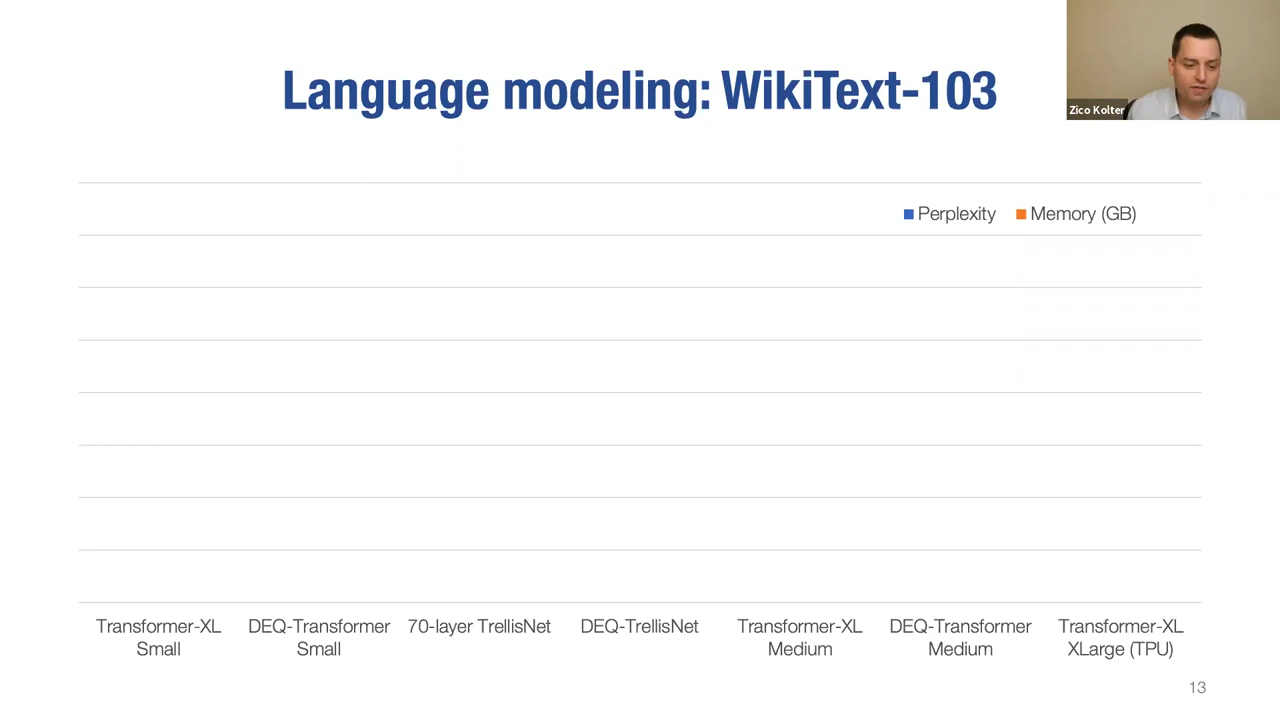 Language modeling: WikiText-103
Zico Kolter
Perplexity Memory (GB)
Transformer-XL Small
DEQ-Transformer Small
70-layer TrellisNet
DEQ-TrellisNet
Transformer-XL Medium
DEQ-Transformer Medium
Transformer-XL XLarge (TPU)
13